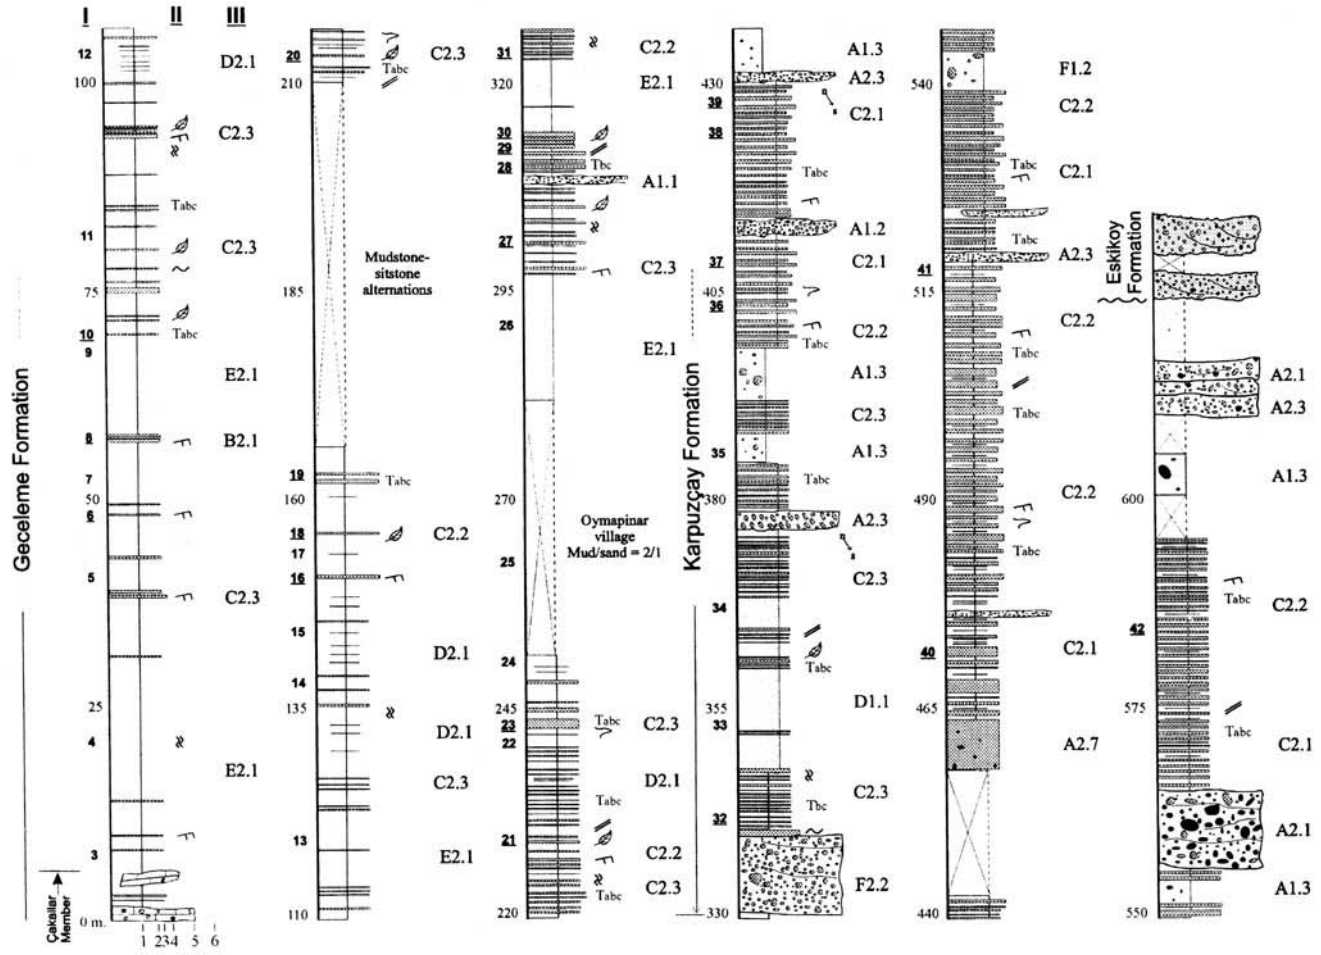 I II III
12
D2.1
100
C2.3
Tabc
11
C2.3
75
10
Tabc
9
E2.1
8
B2.1
7
50
6
5
C2.3
25
4
E2.1
3
0 m.
1 2 3 4 5 6
Geceleme Formation
Çakallar
Member
20
C2.3
Tabc
210
Mudstone-
sitstone
alternations
185
19
Tabc
160
18
C2.2
17
16
15
D2.1
14
135
D2.1
C2.3
13
E2.1
110
31
C2.2
320
E2.1
30
29
28
Tbc
A1.1
27
C2.3
295
26
E2.1
270
Oymapinar
village
Mud/sand = 2/1
25
24
245
23
Tabc
C2.3
22
D2.1
Tabc
21
C2.2
C2.3
Tabc
220
Karpuzçay Formation
A1.3
430
A2.3
39
C2.1
38
Tabc
A1.2
37
C2.1
405
36
C2.2
Tabc
A1.3
C2.3
35
A1.3
380
Tabc
A2.3
C2.3
34
Tabc
355
D1.1
33
C2.3
Tbc
32
F2.2
330
540
F1.2
C2.2
Tabc
C2.1
Tabc
A2.3
41
515
C2.2
Tabc
Tabc
490
C2.2
Tabc
40
C2.1
465
A2.7
440
Eskikoy
Formation
A2.1
A2.3
A1.3
600
Tabc
C2.2
42
575
Tabc
C2.1
A2.1
A1.3
550